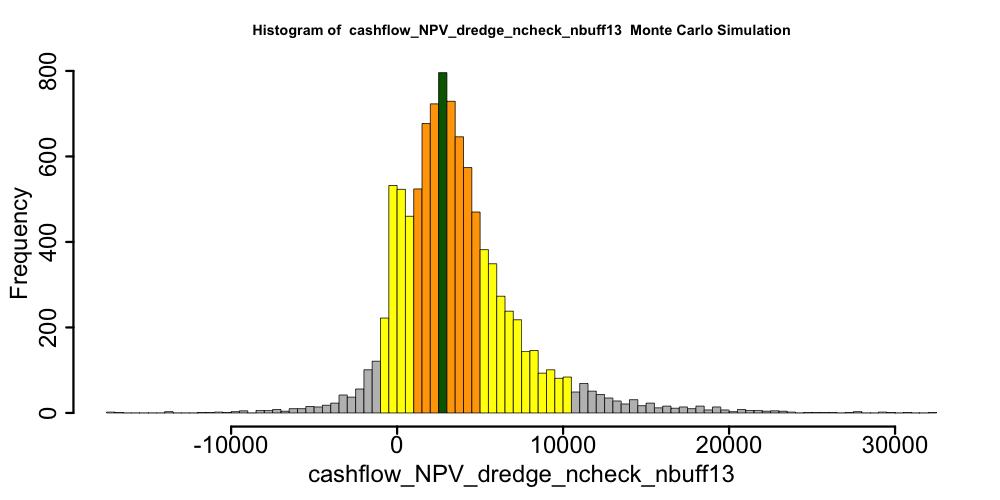 Histogram of  cashflow_NPV_dredge_ncheck_nbuff13  Monte Carlo Simulation
Frequency
800
600
400
200
0
-10000 0 10000 20000 30000
cashflow_NPV_dredge_ncheck_nbuff13